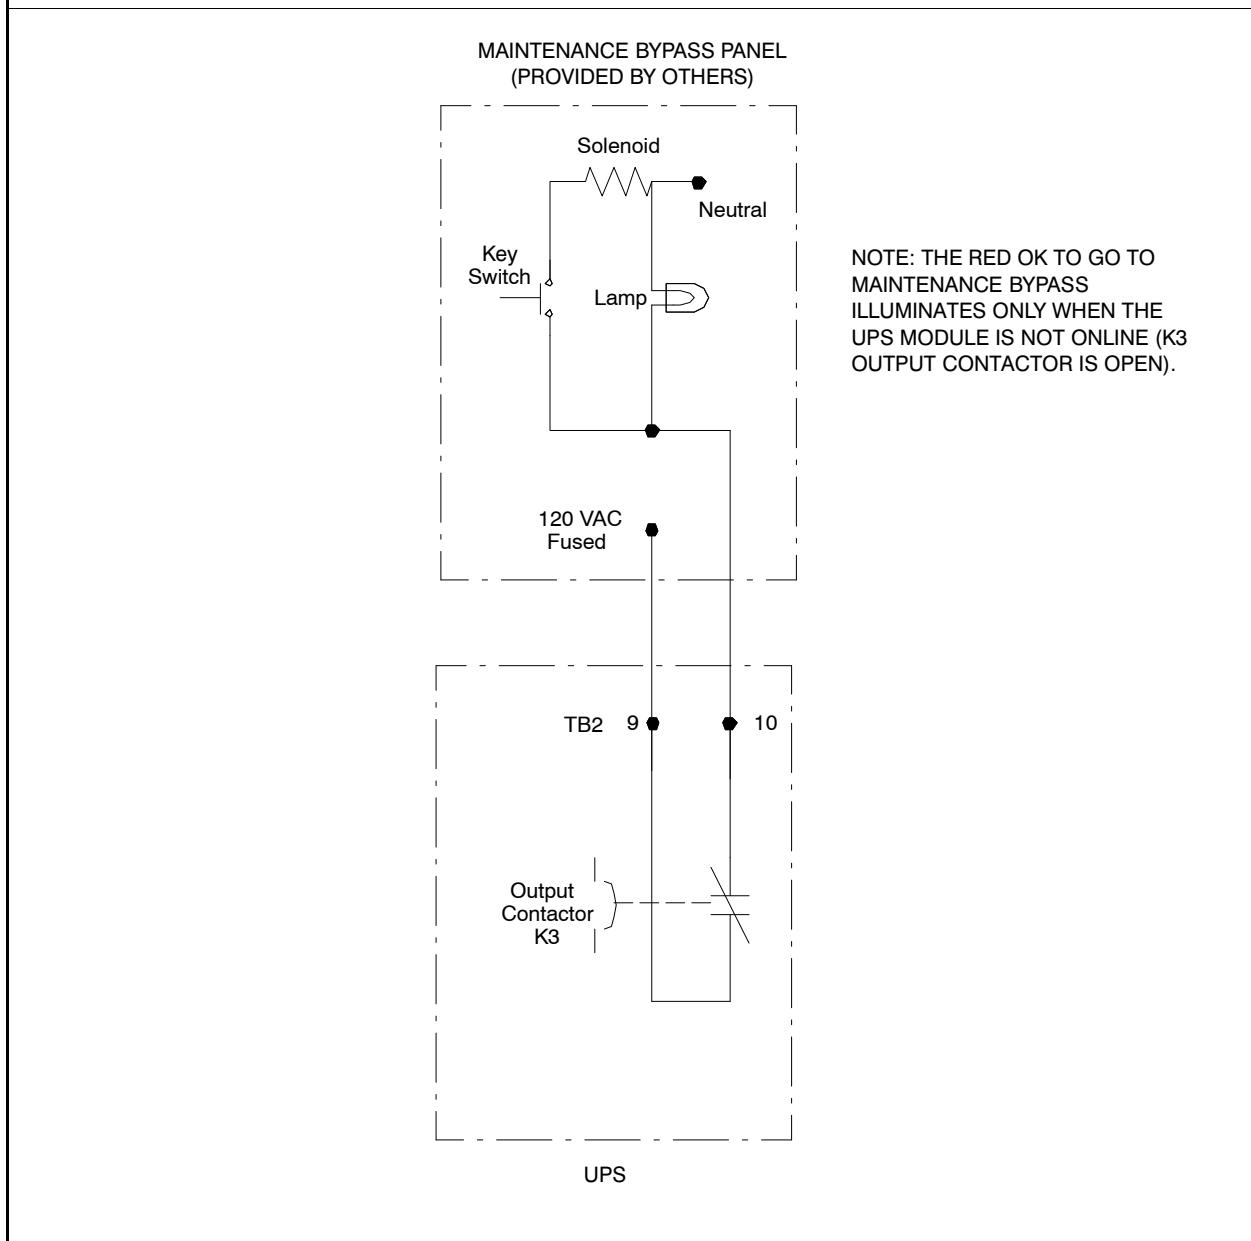 MAINTENANCE BYPASS PANEL
(PROVIDED BY OTHERS)
Solenoid
Neutral
Key
Switch
Lamp
NOTE: THE RED OK TO GO TO
MAINTENANCE BYPASS
ILLUMINATES ONLY WHEN THE
UPS MODULE IS NOT ONLINE (K3
OUTPUT CONTACTOR IS OPEN).
120 VAC
Fused
TB2 9 10
Output
Contactor
K3
UPS